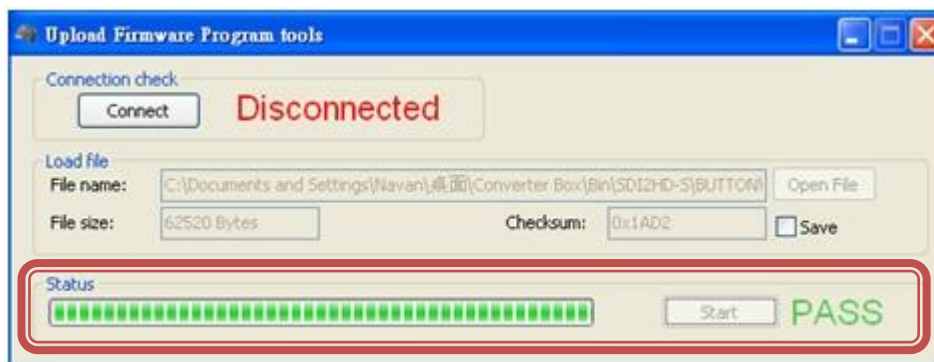 Upload Firmware Program tools
Connection check
Connect Disconnected
Load file
File name: C:\Documents and Settings\Navan\桌面\Converter Box\Bin\SDI2HD-S\BUTTON\ Open File
File size: 62520 Bytes Checksum: 0x1AD2 Save
Status
Start PASS